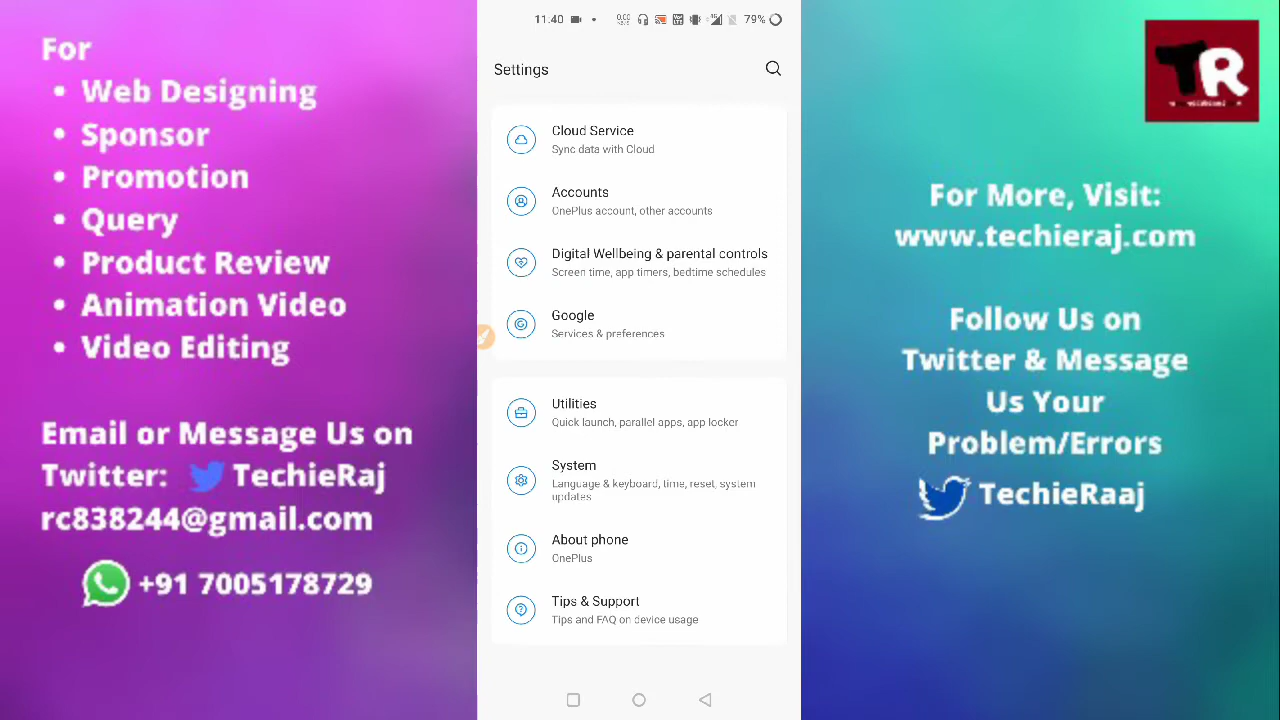 For
Web Designing
Sponsor
Promotion
Query
Product Review
Animation Video
Video Editing
Email or Message Us on
Twitter: TechieRaj
rc838244@gmail.com
+91 7005178729
11.40
79%
Settings
Cloud Service
Sync data with Cloud
Accounts
OnePlus account, other accounts
Digital Wellbeing & parental controls
Screen time, app timers, bedtime schedules
Google
Services & preferences
Utilities
Quick launch, parallel apps, app locker
System
Language & keyboard, time, reset, system
updates
About phone
OnePlus
Tips & Support
Tips and FAQ on device usage
TR
For More, Visit:
www.techieraj.com
Follow Us on
Twitter & Message
Us Your
Problem/Errors
TechieRaaj